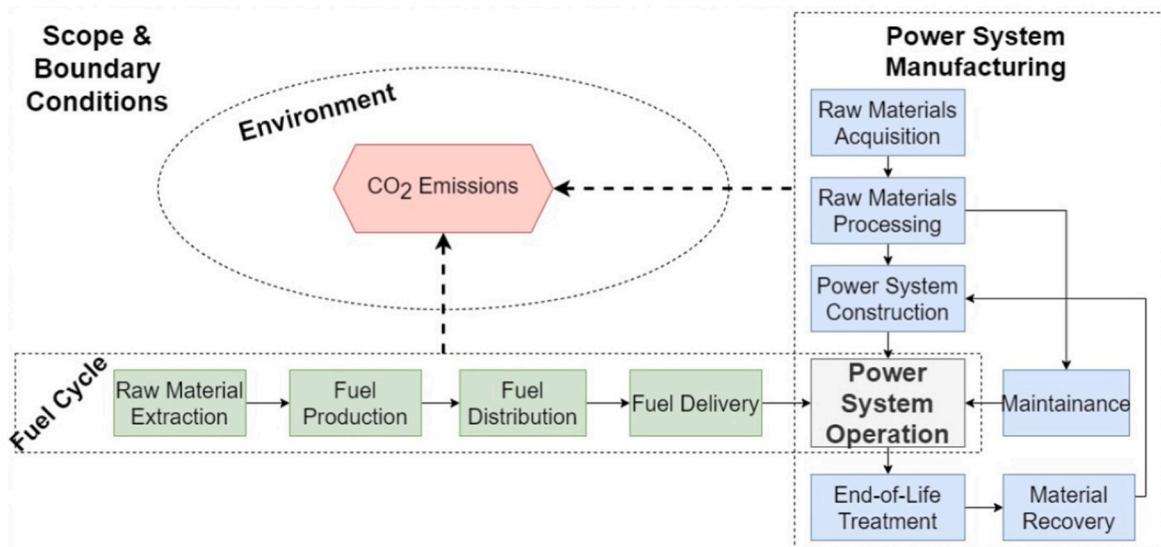 Scope &
Boundary
Conditions
Environment
CO2 Emissions
Power System
Manufacturing
Raw Materials
Acquisition
Raw Materials
Processing
Power System
Construction
Fuel Cycle
Raw Material
Extraction
Fuel
Production
Fuel
Distribution
Fuel Delivery
Power
System
Operation
Maintainance
End-of-Life
Treatment
Material
Recovery